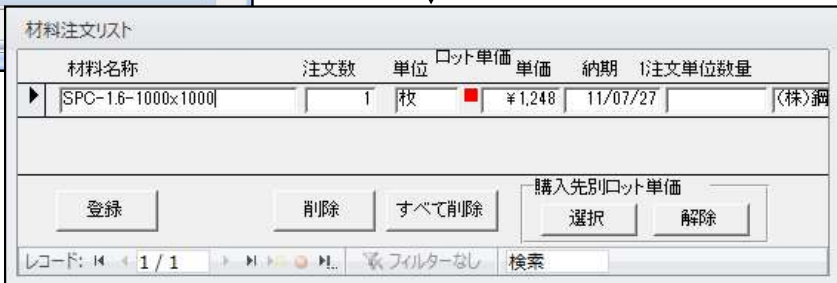 材料注文リスト
材料名称 注文数 単位 ロット単価 単価 納期 1注文単位数量
SPC-1.6-1000x1000 1 枚 ¥1,248 11/07/27 (株)鋼
購入先別ロット単価
登録 削除 すべて削除 選択 解除
レコード: 1 / 1 フィルターなし 検索